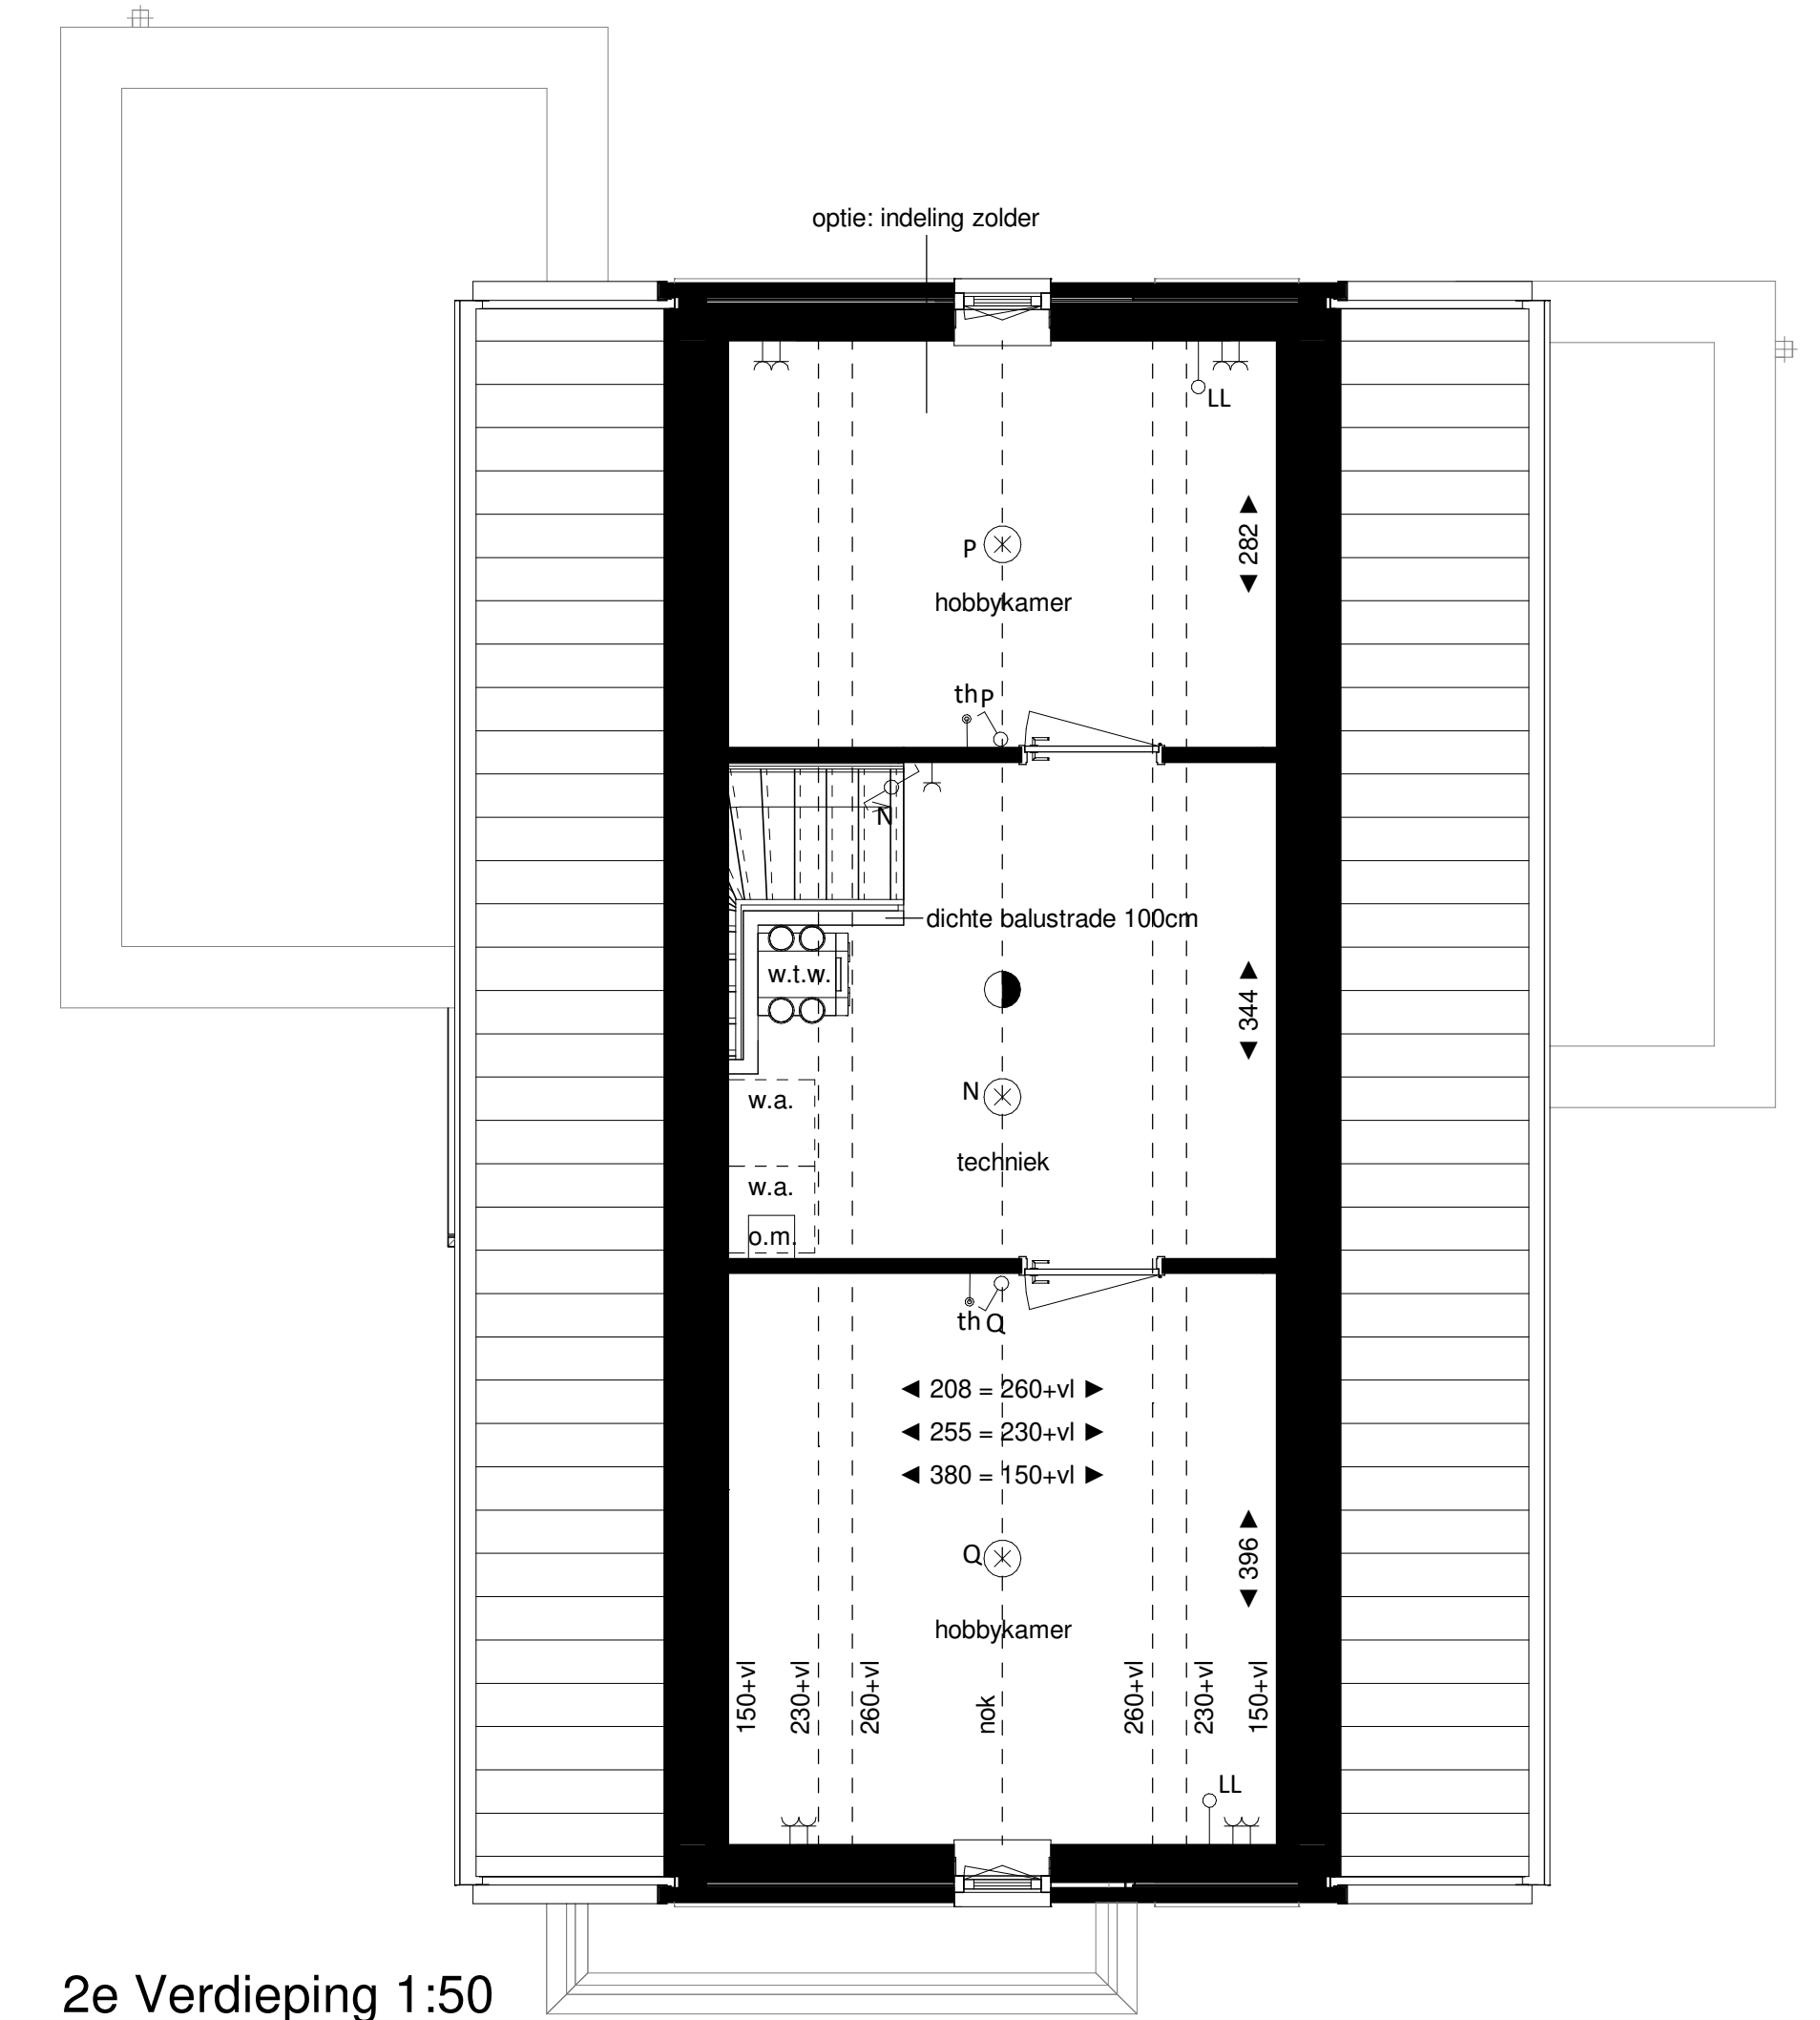 optie: indeling zolder
LL
282
P
hobbykamer
th P
N
dichte balustrade 100cm
w.t.w.
344
N
w.a.
techniek
w.a.
o.m.
th Q
208 = 260+vl
255 = 230+vl
380 = 150+vl
396
Q
hobbykamer
150+vl
230+vl
260+vl
nok
260+vl
230+vl
150+vl
LL
2e Verdieping 1:50